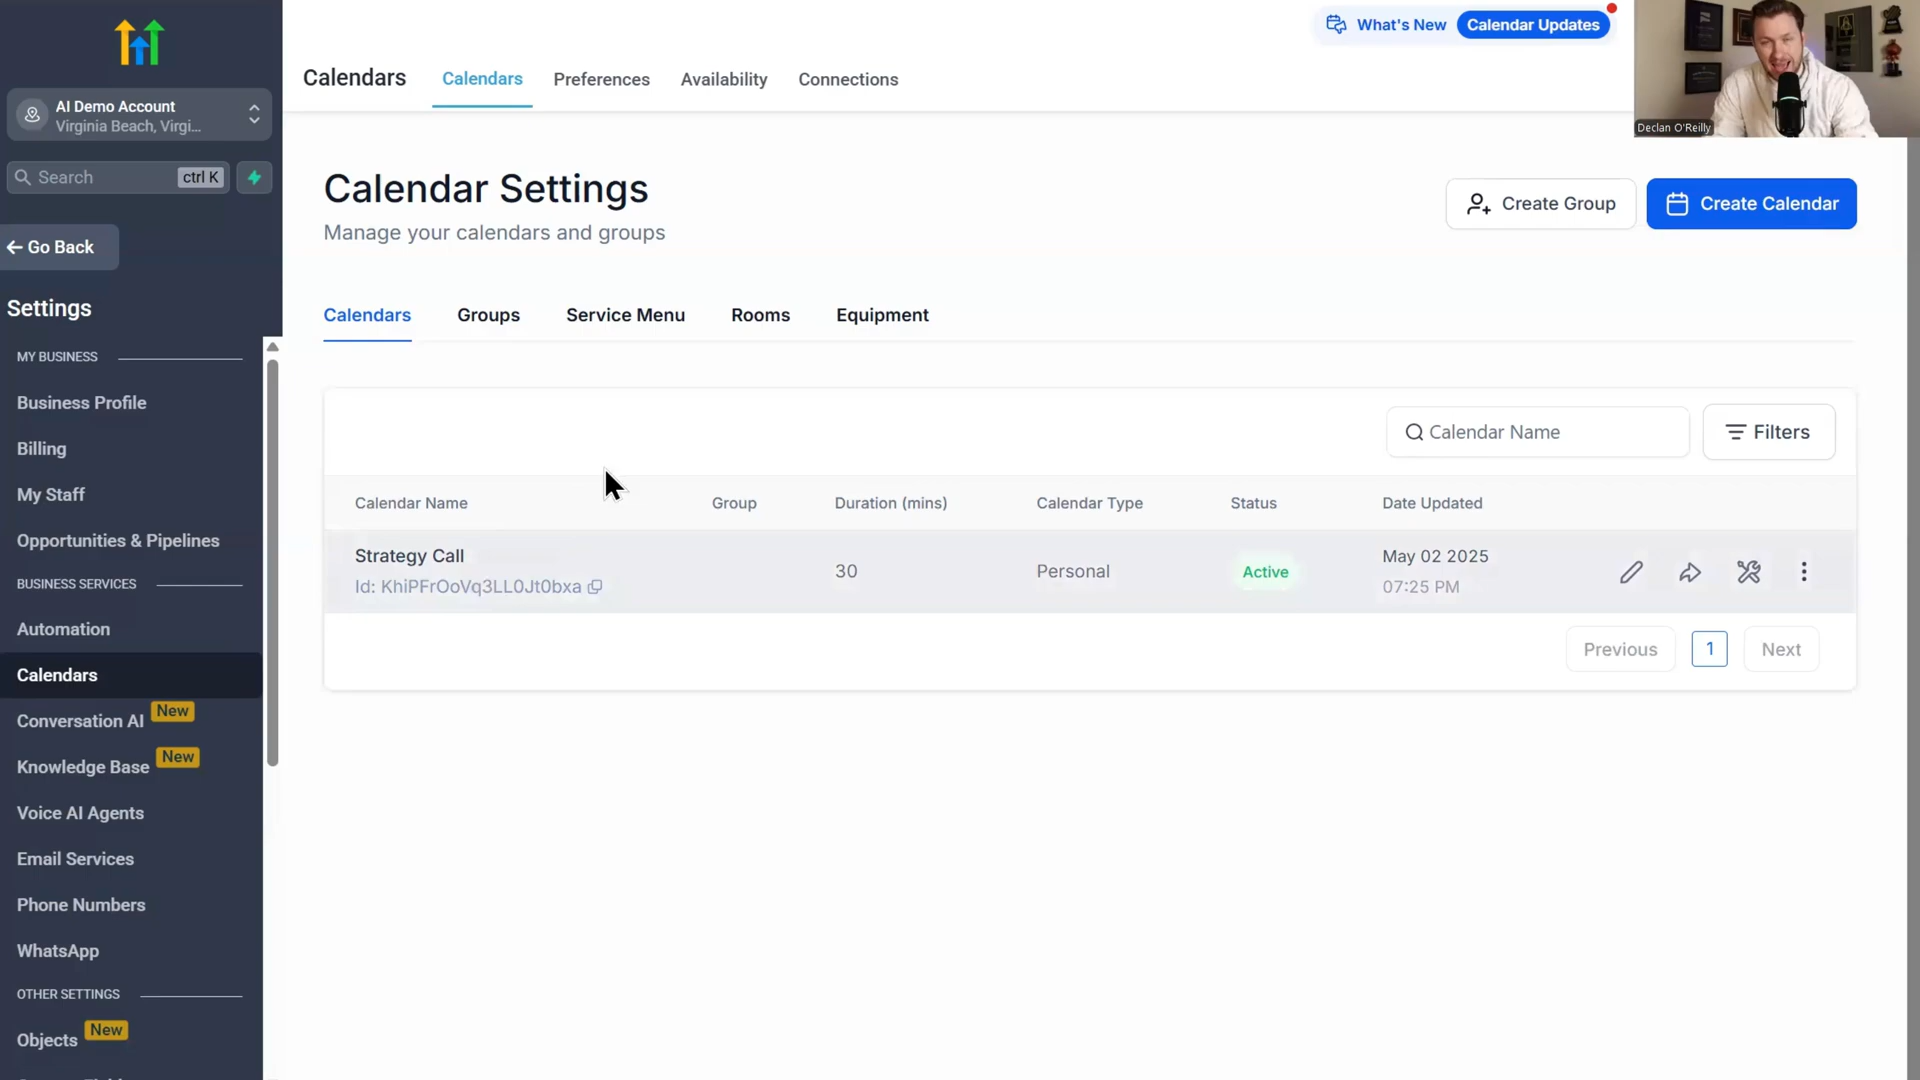 What's New
Calendar Updates
AI Demo Account
Virginia Beach, Virgi...
Search
ctrl K
Go Back
Settings
MY BUSINESS
Business Profile
Billing
My Staff
Opportunities & Pipelines
BUSINESS SERVICES
Automation
Calendars
Conversation AI
New
Knowledge Base
New
Voice AI Agents
Email Services
Phone Numbers
WhatsApp
OTHER SETTINGS
Objects
New
Calendars
Calendars
Preferences
Availability
Connections
Declan O'Reilly
Calendar Settings
Manage your calendars and groups
Create Group
Create Calendar
Calendars
Groups
Service Menu
Rooms
Equipment
Calendar Name
Filters
Calendar Name
Group
Duration (mins)
Calendar Type
Status
Date Updated
Strategy Call
Id: KhiPFrOoVq3LL0Jt0bxa
30
Personal
Active
May 02 2025
07:25 PM
Previous
1
Next